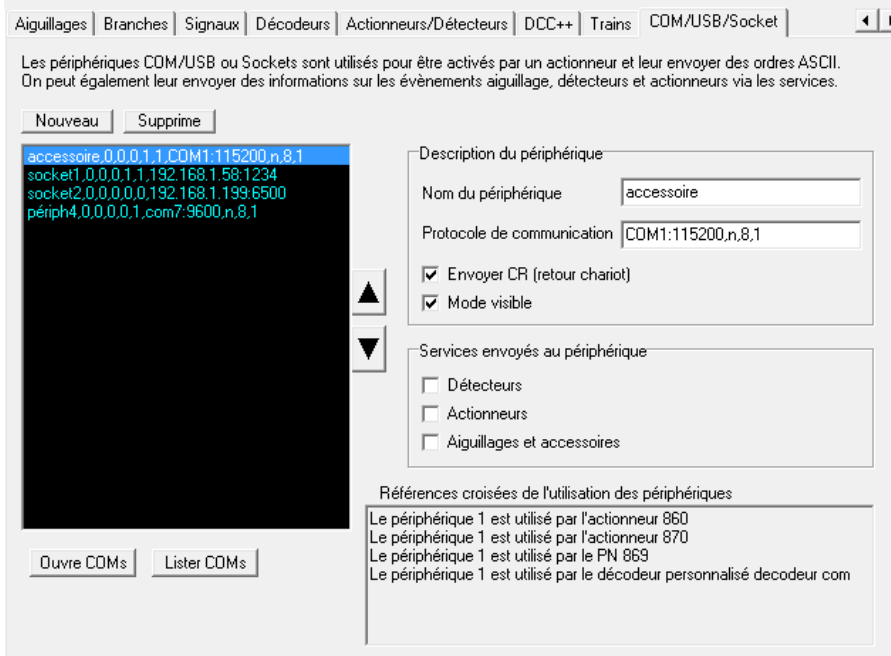 Aiguillages Branches Signaux Décodeurs Actionneurs/Détecteurs DCC++ Trains COM/USB/Socket
Les périphériques COM/USB ou Sockets sont utilisés pour être activés par un actionneur et leur envoyer des ordres ASCII.
On peut également leur envoyer des informations sur les évènements aiguillage, détecteurs et actionneurs via les services.
Nouveau Supprime
accessoire,0,0,0,1,1,COM1:115200,n,8,1
socket1,0,0,0,1,1,192.168.1.58:1234
socket2,0,0,0,0,0,192.168.1.199:6500
périph4,0,0,0,0,1,com7:9600,n,8,1
Ouvre COMs Lister COMs
Description du périphérique
Nom du périphérique accessoire
Protocole de communication COM1:115200,n,8,1
Envoyer CR (retour chariot)
Mode visible
Services envoyés au périphérique
Détecteurs
Actionneurs
Aiguillages et accessoires
Références croisées de l'utilisation des périphériques
Le périphérique 1 est utilisé par l'actionneur 860
Le périphérique 1 est utilisé par l'actionneur 870
Le périphérique 1 est utilisé par le PN 869
Le périphérique 1 est utilisé par le décodeur personnalisé decodeur com